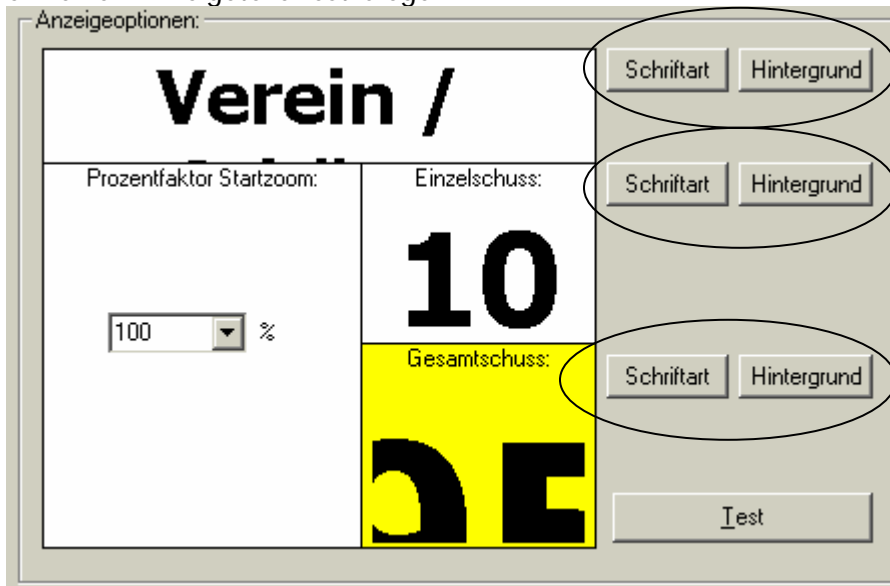 Anzeigeoptionen:
Verein /
Schriftart Hintergrund
Prozentfaktor Startzoom:
Einzelschuss:
Schriftart Hintergrund
10
100 %
Gesamtschuss:
Schriftart Hintergrund
Test